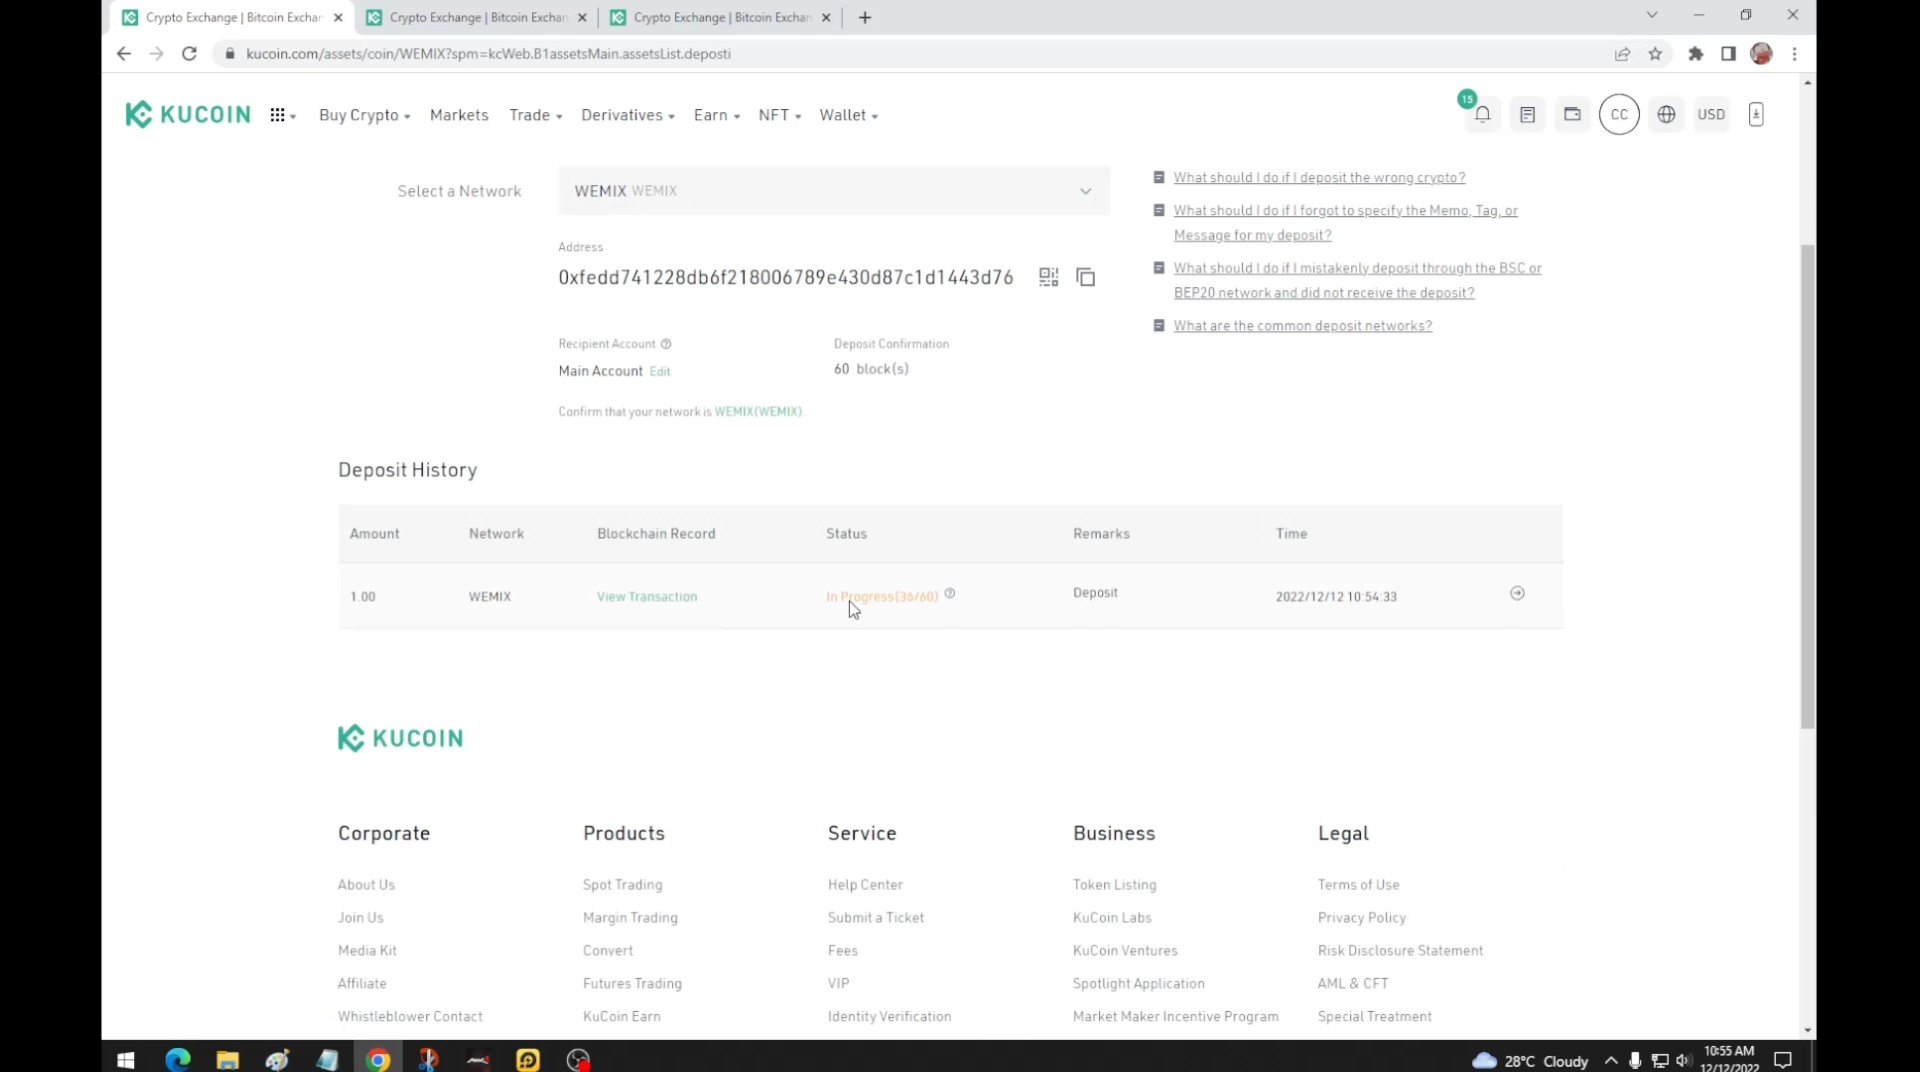 Crypto Exchange | Bitcoin Exchan
Crypto Exchange | Bitcoin Exchan
Crypto Exchange | Bitcoin Exchan
kucoin.com/assets/coin/WEMIX?spm=kcWeb.B1assetsMain.assetsList.deposti
KUCOIN
Buy Crypto
Markets
Trade
Derivatives
Earn
NFT
Wallet
15
CC
USD
Select a Network
WEMIX WEMIX
Address
0xfedd741228db6f218006789e430d87c1d1443d76
Recipient Account
Main Account Edit
Deposit Confirmation
60 block(s)
Confirm that your network is WEMIX(WEMIX).
What should I do if I deposit the wrong crypto?
What should I do if I forgot to specify the Memo, Tag, or
Message for my deposit?
What should I do if I mistakenly deposit through the BSC or
BEP20 network and did not receive the deposit?
What are the common deposit networks?
Deposit History
Amount Network Blockchain Record Status Remarks Time
1.00 WEMIX View Transaction In Progress(36/60) Deposit 2022/12/12 10:54:33
KUCOIN
Corporate
About Us
Join Us
Media Kit
Affiliate
Whistleblower Contact
Products
Spot Trading
Margin Trading
Convert
Futures Trading
KuCoin Earn
Service
Help Center
Submit a Ticket
Fees
VIP
Identity Verification
Business
Token Listing
KuCoin Labs
KuCoin Ventures
Spotlight Application
Market Maker Incentive Program
Legal
Terms of Use
Privacy Policy
Risk Disclosure Statement
AML & CFT
Special Treatment
28°C Cloudy
10:55 AM
12/12/2022